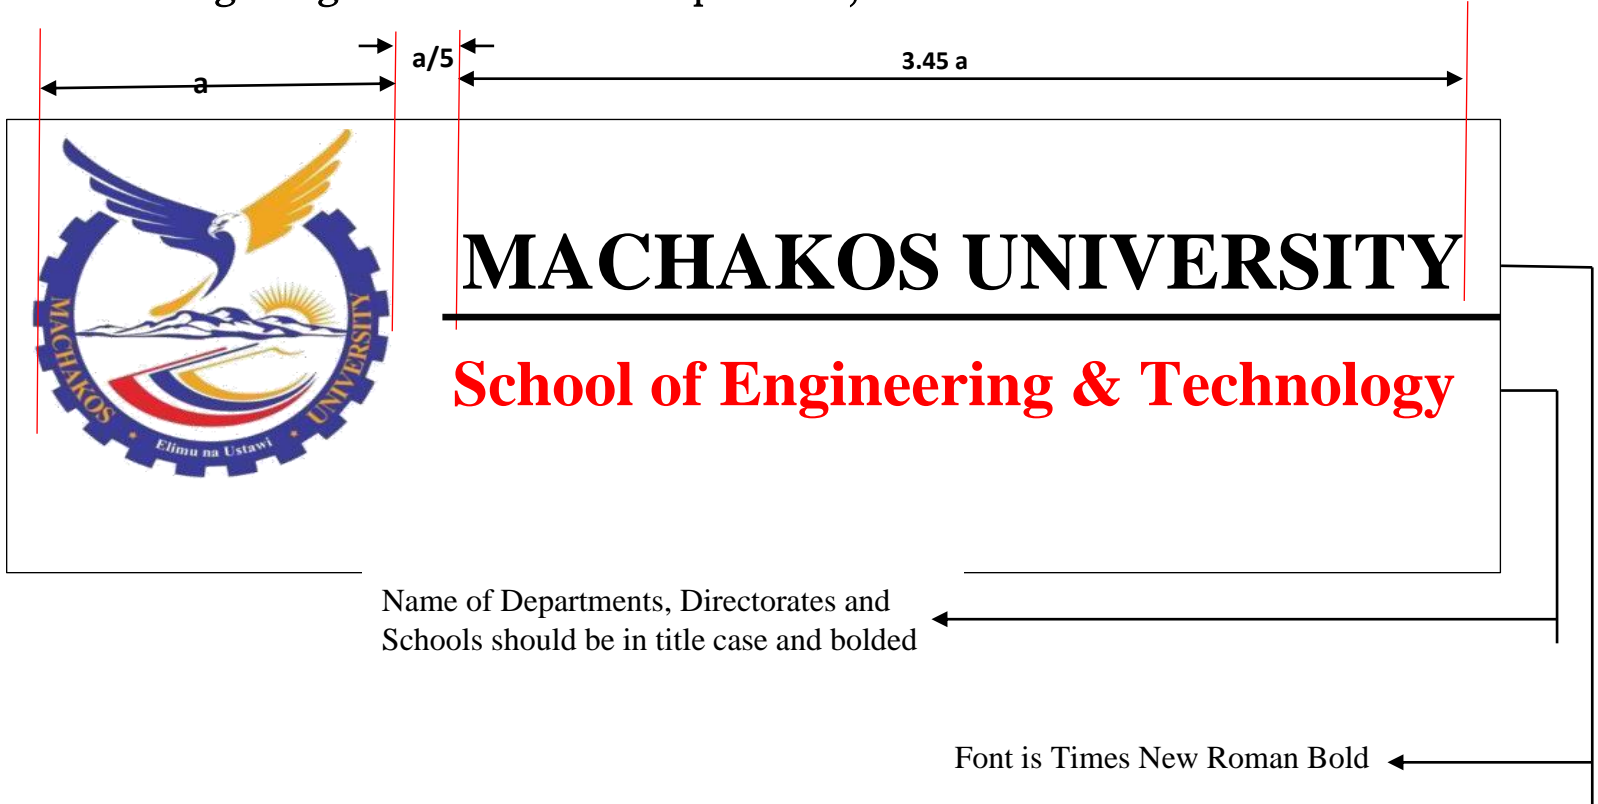 a
a/5
3.45 a
MACHAKOS UNIVERSITY
School of Engineering & Technology
MACHAKOS
UNIVERSITY
Elimu na Ustawi
Name of Departments, Directorates and
Schools should be in title case and bolded
Font is Times New Roman Bold